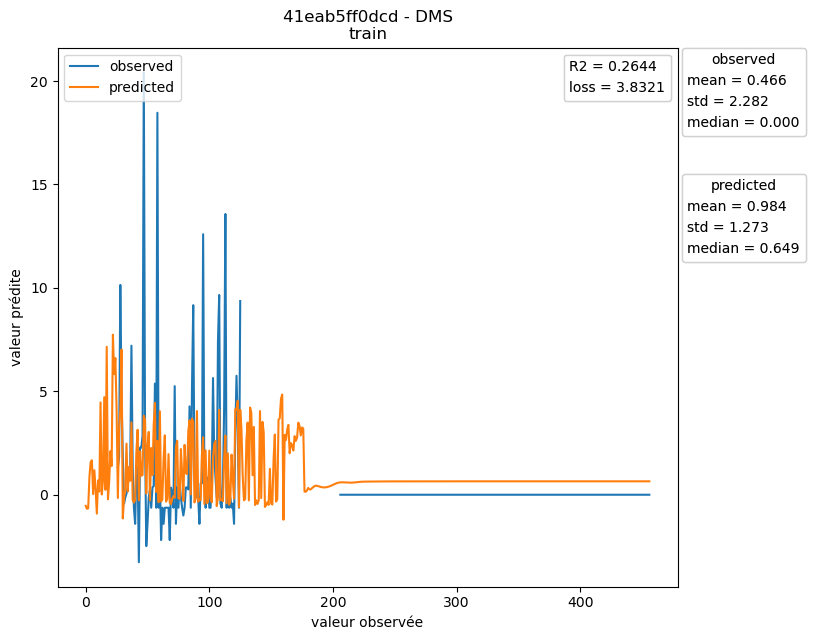 41eab5ff0dcd - DMS
train
observed
predicted
R2 = 0.2644
loss = 3.8321
observed
mean = 0.466
std = 2.282
median = 0.000
predicted
mean = 0.984
std = 1.273
median = 0.649
valeur prédite
20
15
10
5
0
0
100
200
300
400
valeur observée